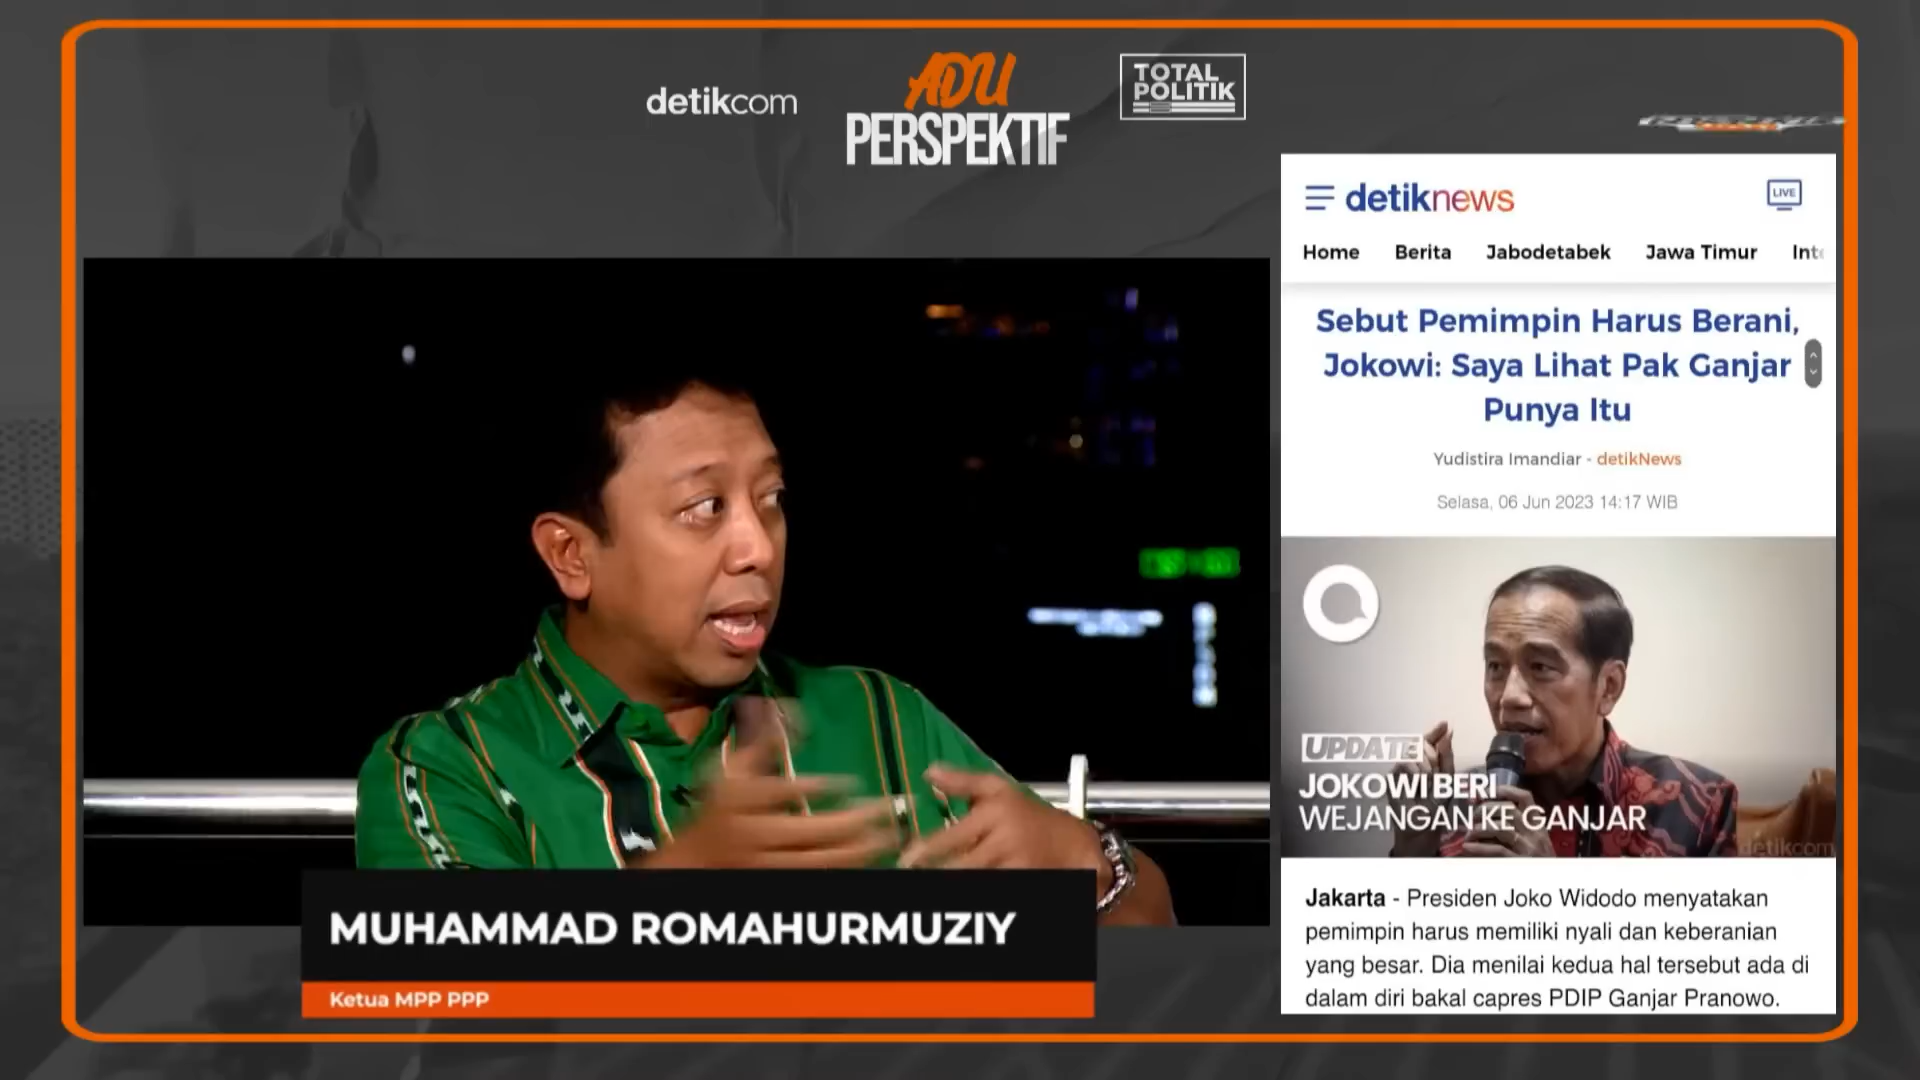 detikcom
ADU
PERSPEKTIF
TOTAL
POLITIK
detiknews
LIVE
Home Berita Jabodetabek Jawa Timur
Sebut Pemimpin Harus Berani,
Jokowi: Saya Lihat Pak Ganjar
Punya Itu
Yudistira Imandiar - detikNews
Selasa, 06 Jun 2023 14:17 WIB
UPDATE
JOKOWI BERI
WEJANGAN KE GANJAR
detikcom
Jakarta - Presiden Joko Widodo menyatakan
pemimpin harus memiliki nyali dan keberanian
yang besar. Dia menilai kedua hal tersebut ada di
dalam diri bakal capres PDIP Ganjar Pranowo.
MUHAMMAD ROMAHURMUZIY
Ketua MPP PPP